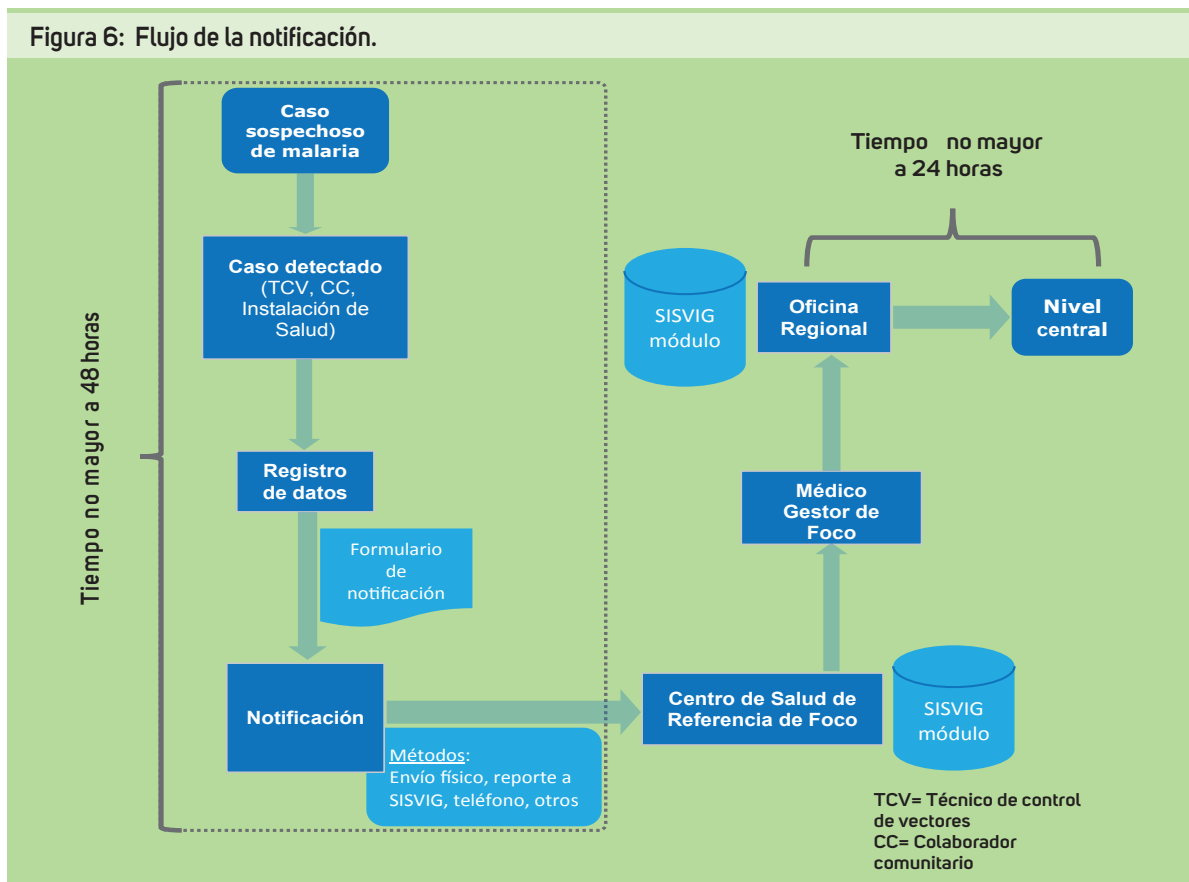 Figura 6: Flujo de la notificación.
Tiempo no mayor a 48 horas
Caso
sospechoso
de malaria
Caso detectado
(TCV, CC,
Instalación de
Salud)
Registro
de datos
Formulario
de
notificación
Notificación
Métodos:
Envío físico, reporte a
SISVIG, teléfono, otros
Centro de Salud de
Referencia de Foco
SISVIG
módulo
Médico
Gestor de
Foco
SISVIG
módulo
Oficina
Regional
Nivel
central
Tiempo no mayor
a 24 horas
TCV= Técnico de control
de vectores
CC= Colaborador
comunitario